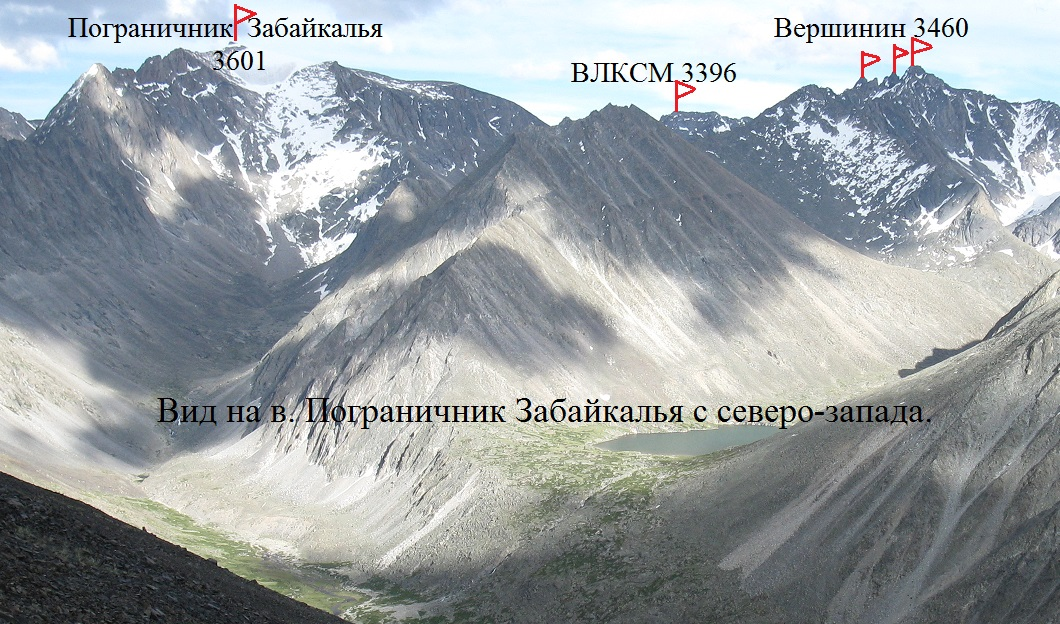 Пограничник Забайкалья
3601
ВЛКСМ 3396
Вершинин 3460
Вид на в. Пограничник Забайкалья с северо-запада.